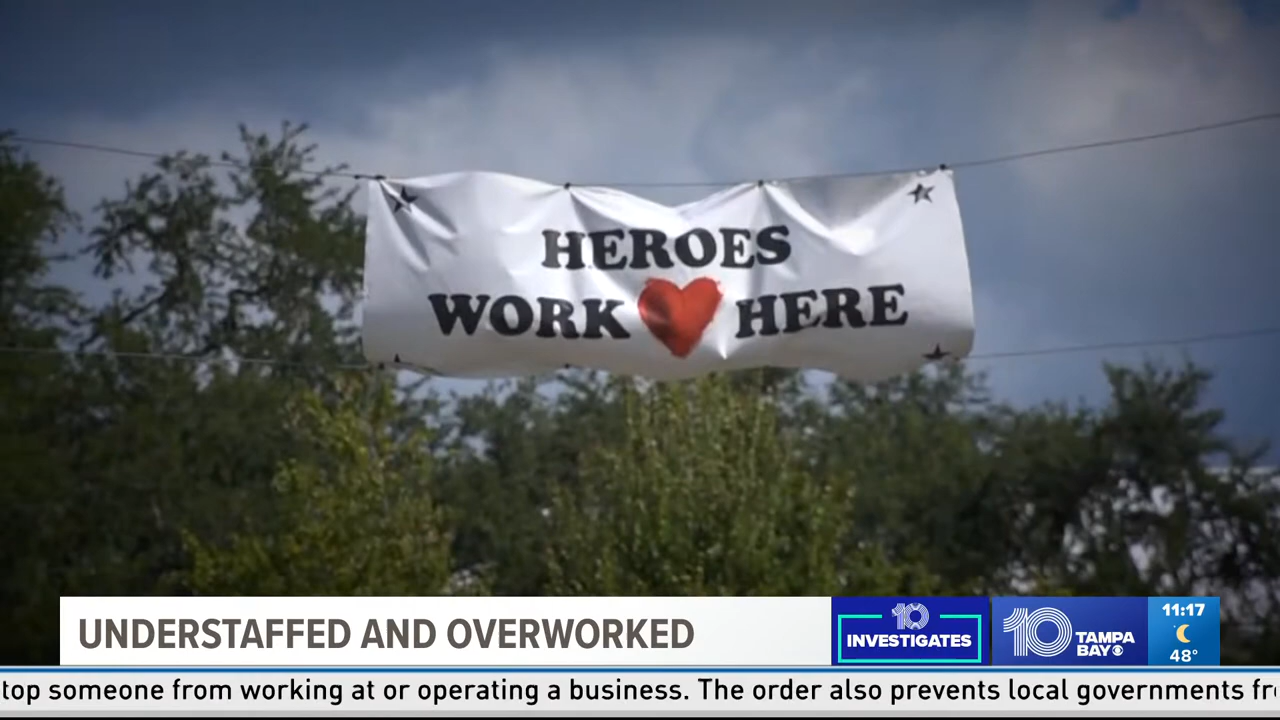 HEROES
WORK HERE
UNDERSTAFFED AND OVERWORKED
10
INVESTIGATES
10 TAMPA
BAY
11:17
48°
top someone from working at or operating a business. The order also prevents local governments fr